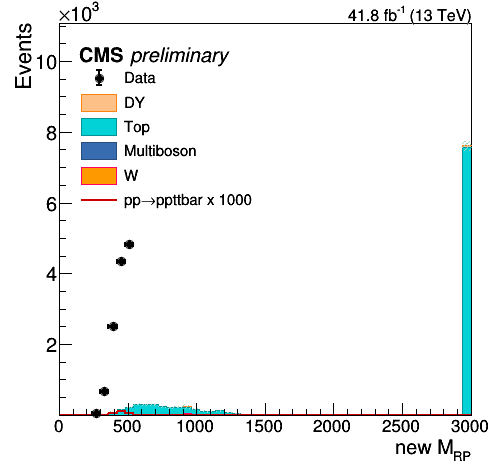 ×10³
41.8 fb⁻¹ (13 TeV)
Events
CMS preliminary
Data
DY
Top
Multiboson
W
pp→ppttbar x 1000
10
8
6
4
2
0 500 1000 1500 2000 2500 3000
new M_RP